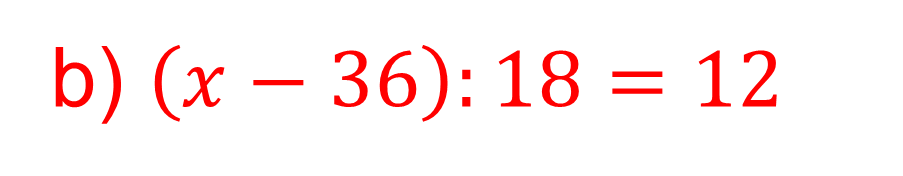 b) (x − 36): 18 = 12